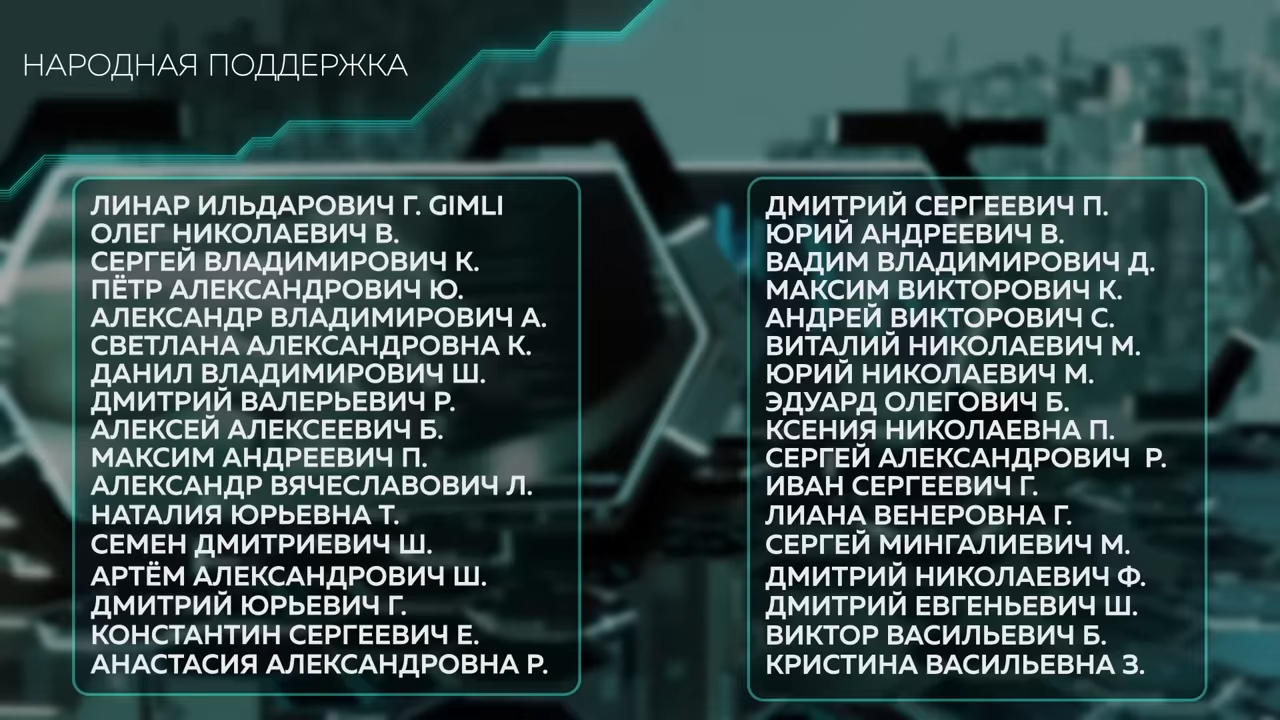 НАРОДНАЯ ПОДДЕРЖКА
ЛИНАР ИЛЬДАРОВИЧ Г. GIMLI
ОЛЕГ НИКОЛАЕВИЧ В.
СЕРГЕЙ ВЛАДИМИРОВИЧ К.
ПЁТР АЛЕКСАНДРОВИЧ Ю.
АЛЕКСАНДР ВЛАДИМИРОВИЧ А.
СВЕТЛАНА АЛЕКСАНДРОВНА К.
ДАНИЛ ВЛАДИМИРОВИЧ Ш.
ДМИТРИЙ ВАЛЕРЬЕВИЧ Р.
АЛЕКСЕЙ АЛЕКСЕЕВИЧ Б.
МАКСИМ АНДРЕЕВИЧ П.
АЛЕКСАНДР ВЯЧЕСЛАВОВИЧ Л.
НАТАЛИЯ ЮРЬЕВНА Т.
СЕМЕН ДМИТРИЕВИЧ Ш.
АРТЁМ АЛЕКСАНДРОВИЧ Ш.
ДМИТРИЙ ЮРЬЕВИЧ Г.
КОНСТАНТИН СЕРГЕЕВИЧ Е.
АНАСТАСИЯ АЛЕКСАНДРОВНА Р.
ДМИТРИЙ СЕРГЕЕВИЧ П.
ЮРИЙ АНДРЕЕВИЧ В.
ВАДИМ ВЛАДИМИРОВИЧ Д.
МАКСИМ ВИКТОРОВИЧ К.
АНДРЕЙ ВИКТОРОВИЧ С.
ВИТАЛИЙ НИКОЛАЕВИЧ М.
ЮРИЙ НИКОЛАЕВИЧ М.
ЭДУАРД ОЛЕГОВИЧ Б.
КСЕНИЯ НИКОЛАЕВНА П.
СЕРГЕЙ АЛЕКСАНДРОВИЧ Р.
ИВАН СЕРГЕЕВИЧ Г.
ЛИАНА ВЕНЕРОВНА Г.
СЕРГЕЙ МИНГАЛИЕВИЧ М.
ДМИТРИЙ НИКОЛАЕВИЧ Ф.
ДМИТРИЙ ЕВГЕНЬЕВИЧ Ш.
ВИКТОР ВАСИЛЬЕВИЧ Б.
КРИСТИНА ВАСИЛЬЕВНА З.